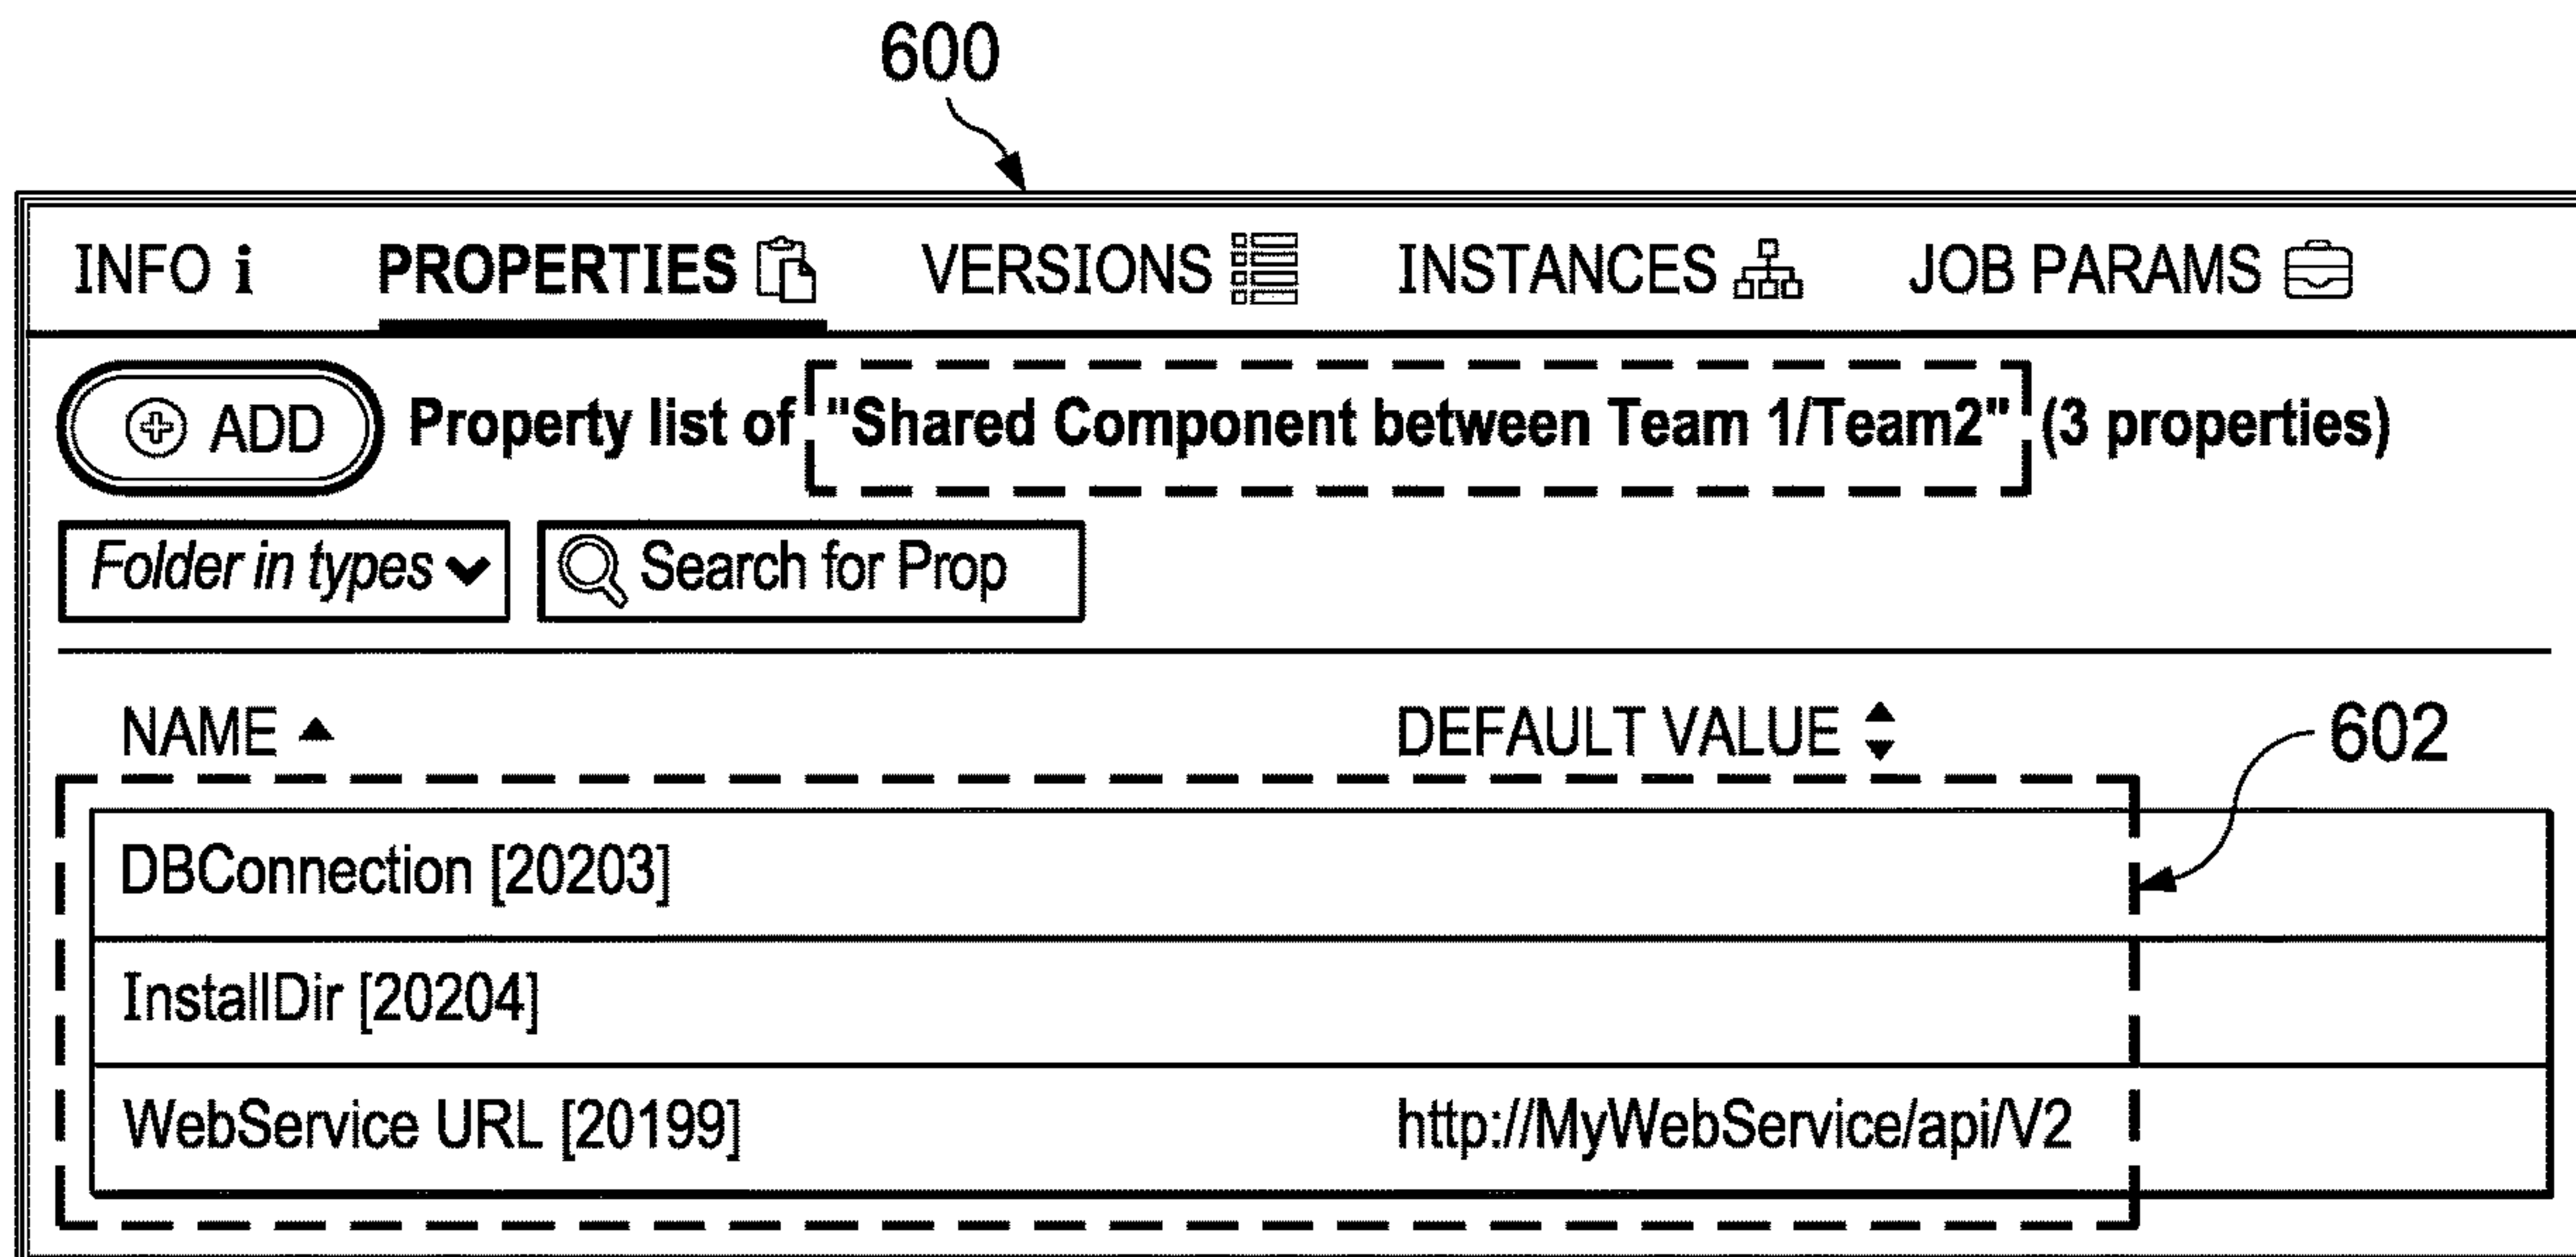 600
INFO i PROPERTIES VERSIONS INSTANCES JOB PARAMS
ADD Property list of "Shared Component between Team 1/Team2" (3 properties)
Folder in types Search for Prop
NAME DEFAULT VALUE 602
DBConnection [20203]
InstallDir [20204]
WebService URL [20199] http://MyWebService/api/V2